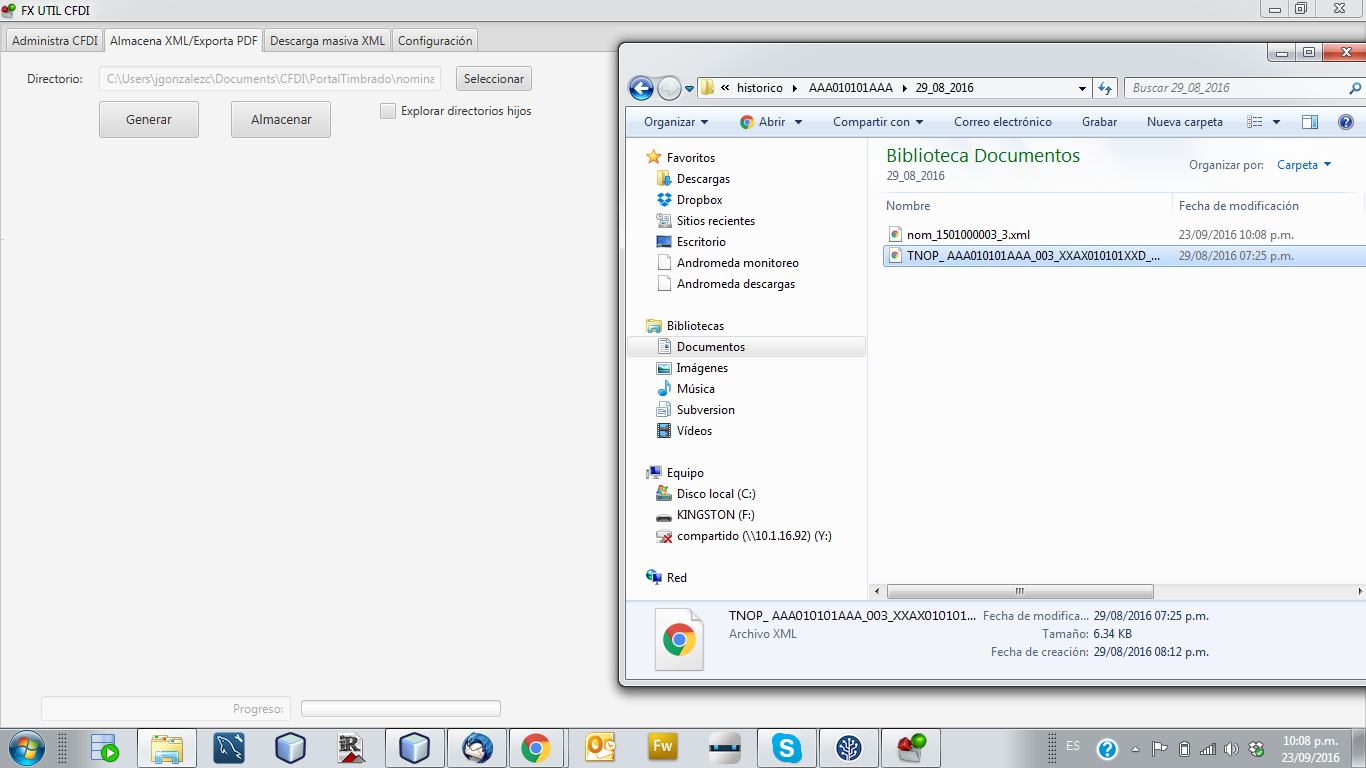 FX UTIL CFDI
Administra CFDI
Almacena XML/Exporta PDF
Descarga masiva XML
Configuración
Directorio:
C:\Users\jgonzalezc\Documents\CFDI\PortalTimbrado\nomina
Seleccionar
Generar
Almacenar
Explorar directorios hijos
Progreso:
« historico
AAA010101AAA
29_08_2016
Buscar 29_08_2016
Organizar
Abrir
Compartir con
Correo electrónico
Grabar
Nueva carpeta
Favoritos
Descargas
Dropbox
Sitios recientes
Escritorio
Andromeda monitoreo
Andromeda descargas
Bibliotecas
Documentos
Imágenes
Música
Subversion
Vídeos
Equipo
Disco local (C:)
KINGSTON (F:)
compartido (\\10.1.16.92) (Y:)
Red
Biblioteca Documentos
29_08_2016
Organizar por: Carpeta
Nombre Fecha de modificación
nom_1501000003_3.xml 23/09/2016 10:08 p.m.
TNOP_ AAA010101AAA_003_XXAX010101XXD_... 29/08/2016 07:25 p.m.
TNOP_ AAA010101AAA_003_XXAX010101... Fecha de modifica... 29/08/2016 07:25 p.m.
Archivo XML Tamaño: 6.34 KB
Fecha de creación: 29/08/2016 08:12 p.m.
iR
Fw
ES
10:08 p.m.
23/09/2016